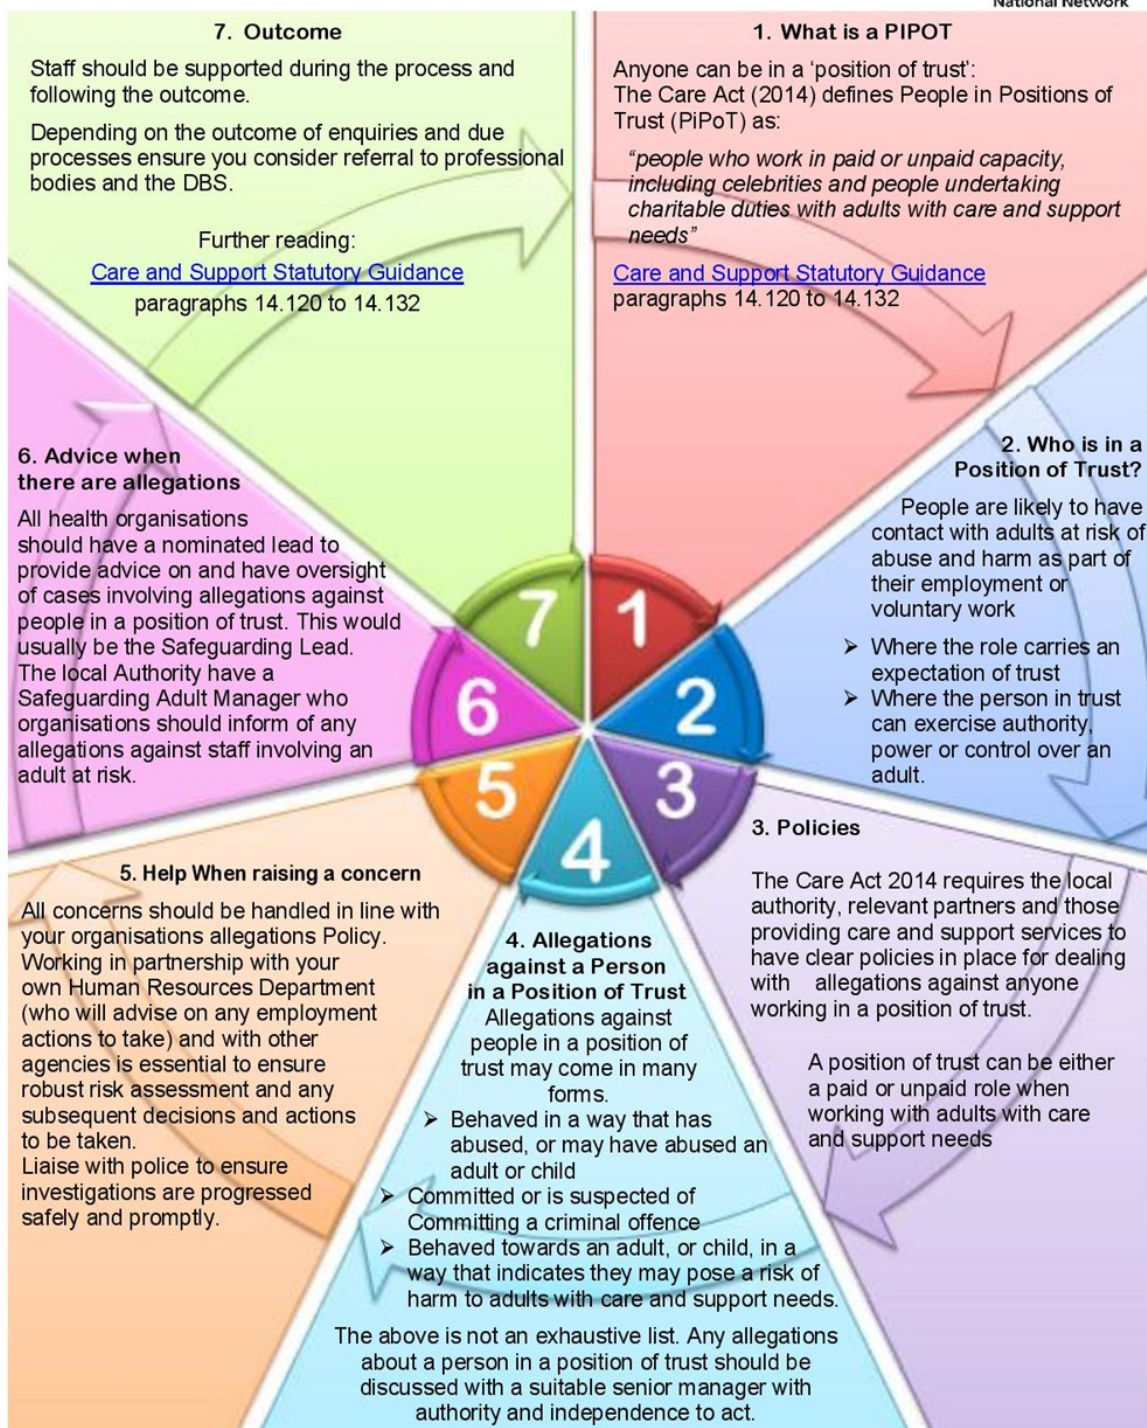 National Network
1. What is a PIPOT
Anyone can be in a ‘position of trust’:
The Care Act (2014) defines People in Positions of
Trust (PiPoT) as:
“people who work in paid or unpaid capacity,
including celebrities and people undertaking
charitable duties with adults with care and support
needs”
Care and Support Statutory Guidance
paragraphs 14.120 to 14.132
2. Who is in a
Position of Trust?
People are likely to have
contact with adults at risk of
abuse and harm as part of
their employment or
voluntary work
➢ Where the role carries an
expectation of trust
➢ Where the person in trust
can exercise authority,
power or control over an
adult.
3. Policies
The Care Act 2014 requires the local
authority, relevant partners and those
providing care and support services to
have clear policies in place for dealing
with allegations against anyone
working in a position of trust.
A position of trust can be either
a paid or unpaid role when
working with adults with care
and support needs
4. Allegations
against a Person
in a Position of Trust
Allegations against
people in a position of
trust may come in many
forms.
➢ Behaved in a way that has
abused, or may have abused an
adult or child
➢ Committed or is suspected of
Committing a criminal offence
➢ Behaved towards an adult, or child, in a
way that indicates they may pose a risk of
harm to adults with care and support needs.
The above is not an exhaustive list. Any allegations
about a person in a position of trust should be
discussed with a suitable senior manager with
authority and independence to act.
5. Help When raising a concern
All concerns should be handled in line with
your organisations allegations Policy.
Working in partnership with your
own Human Resources Department
(who will advise on any employment
actions to take) and with other
agencies is essential to ensure
robust risk assessment and any
subsequent decisions and actions
to be taken.
Liaise with police to ensure
investigations are progressed
safely and promptly.
6. Advice when
there are allegations
All health organisations
should have a nominated lead to
provide advice on and have oversight
of cases involving allegations against
people in a position of trust. This would
usually be the Safeguarding Lead.
The local Authority have a
Safeguarding Adult Manager who
organisations should inform of any
allegations against staff involving an
adult at risk.
7. Outcome
Staff should be supported during the process and
following the outcome.
Depending on the outcome of enquiries and due
processes ensure you consider referral to professional
bodies and the DBS.
Further reading:
Care and Support Statutory Guidance
paragraphs 14.120 to 14.132
1
2
3
4
5
6
7